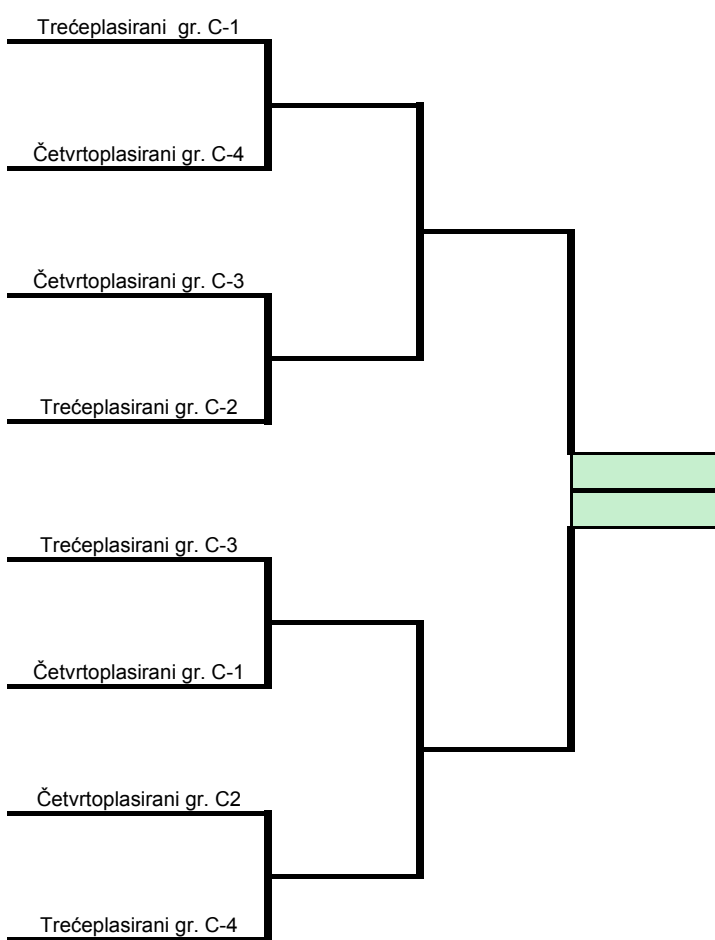 Trećeplasirani gr. C-1
Četvrtoplasirani gr. C-4
Četvrtoplasirani gr. C-3
Trećeplasirani gr. C-2
Trećeplasirani gr. C-3
Četvrtoplasirani gr. C-1
Četvrtoplasirani gr. C2
Trećeplasirani gr. C-4